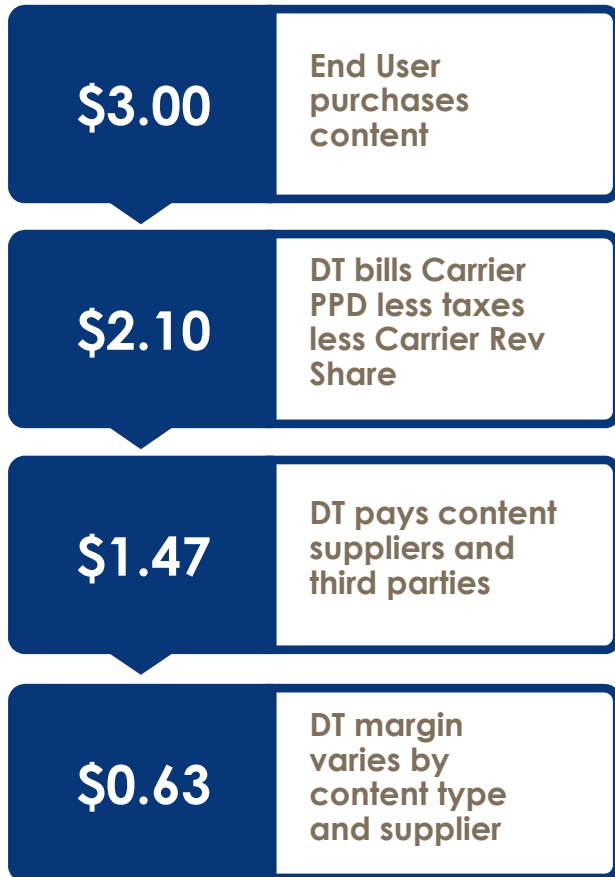 $3.00
End User
purchases
content
$2.10
DT bills Carrier
PPD less taxes
less Carrier Rev
Share
$1.47
DT pays content
suppliers and
third parties
$0.63
DT margin
varies by
content type
and supplier